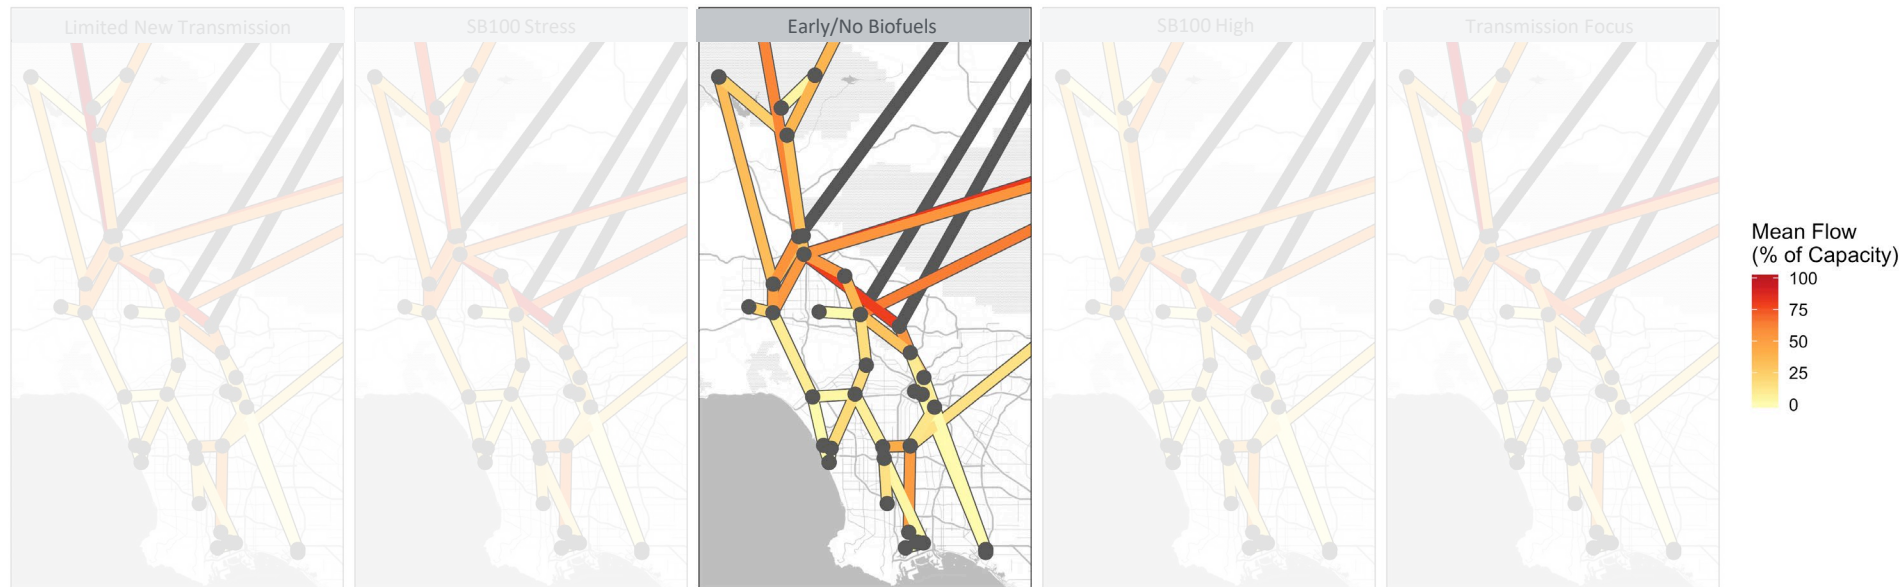 Limited New Transmission
SB100 Stress
Early/No Biofuels
SB100 High
Transmission Focus
Mean Flow
(% of Capacity)
100
75
50
25
0